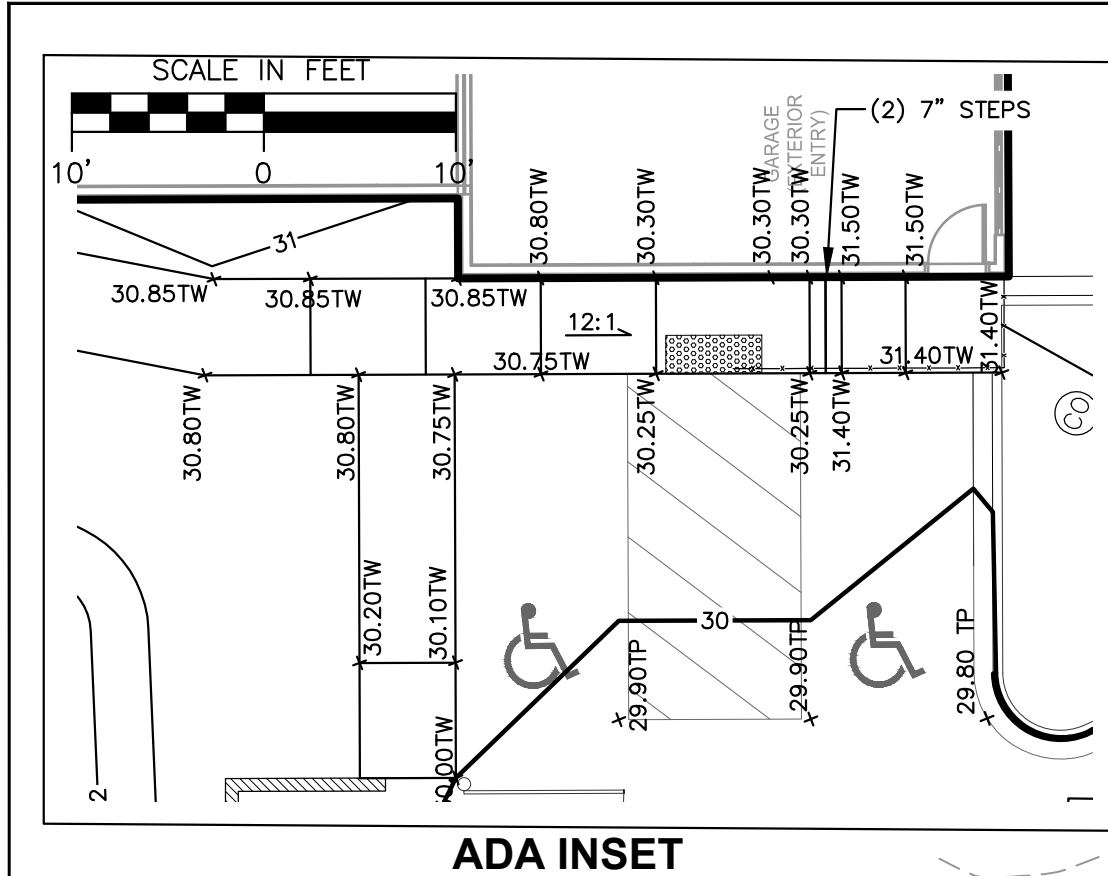 SCALE IN FEET
10' 0 10'
(2) 7" STEPS
GARAGE
(EXTERIOR
ENTRY)
30.80TW
30.30TW
30.30TW
30.30TW
31.50TW
31.50TW
31
30.85TW
30.85TW
30.85TW
12:1
30.75TW
31.40TW
31.40TW
30.80TW
30.80TW
30.75TW
30.25TW
30.25TW
31.40TW
CO
30.20TW
30.10TW
30
29.90TP
29.90TP
29.80 TP
2
ADA INSET